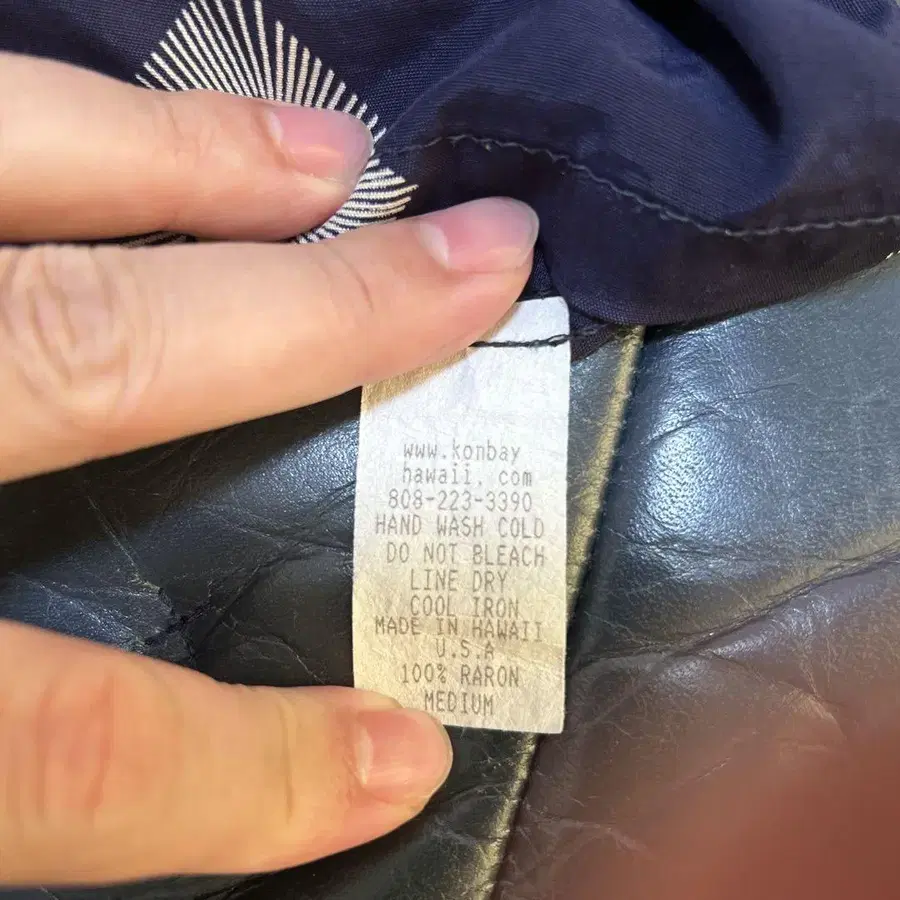 www.konbay
hawaii. com
808-223-3390
HAND WASH COLD
DO NOT BLEACH
LINE DRY
COOL IRON
MADE IN HAWAII
U.S.A
100% RARON
MEDIUM